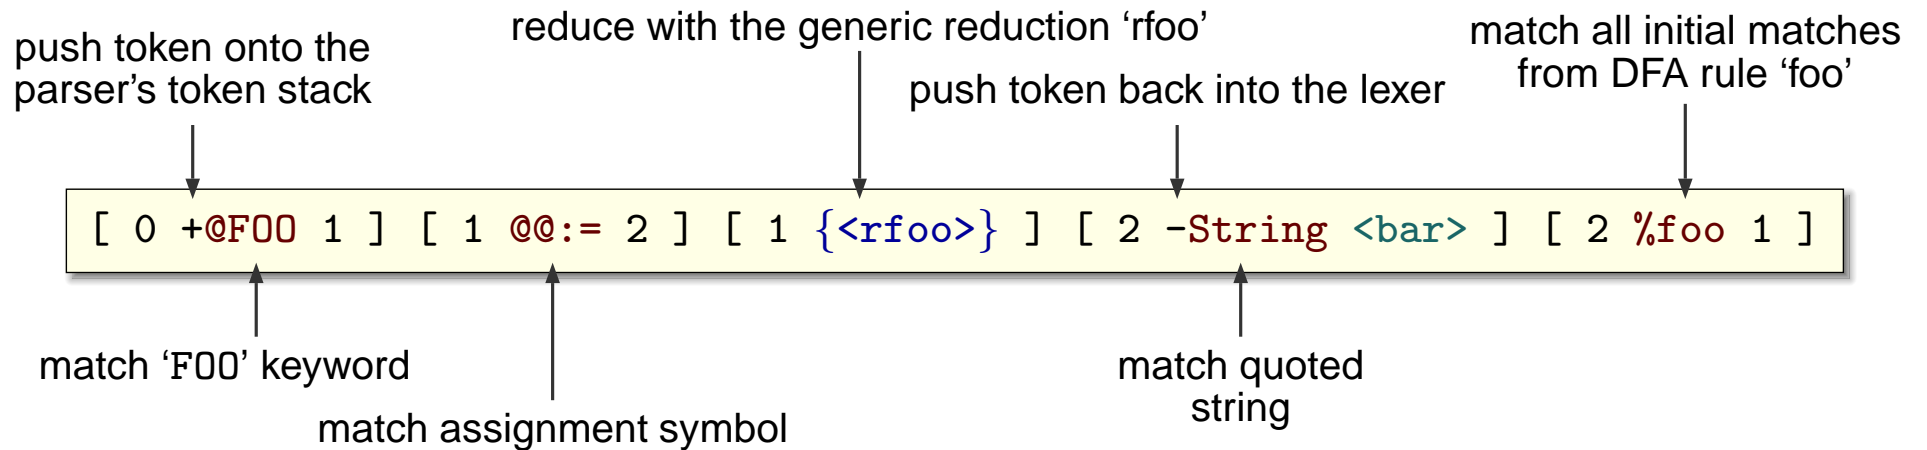 push token onto the
parser’s token stack
reduce with the generic reduction ‘rfoo’
push token back into the lexer
match all initial matches
from DFA rule ‘foo’
[ 0 +@FOO 1 ] [ 1 @@:= 2 ] [ 1 {<rfoo>} ] [ 2 -String <bar> ] [ 2 %foo 1 ]
match ‘FOO’ keyword
match assignment symbol
match quoted
string